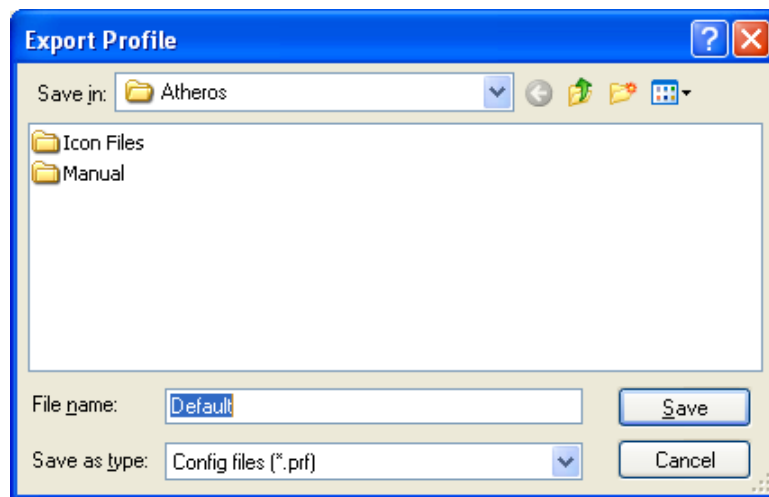 Export Profile
Save in: Atheros
Icon Files
Manual
File name: Default Save
Save as type: Config files (*.prf) Cancel